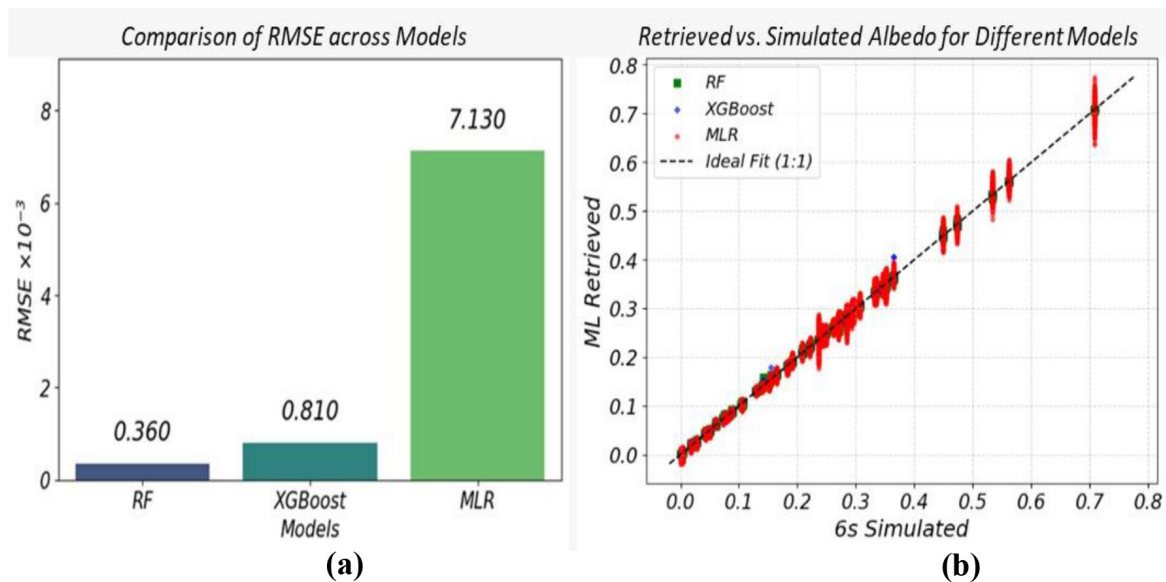 Comparison of RMSE across Models
RMSE ×10⁻³
8
6
4
2
0
7.130
0.810
0.360
RF
XGBoost
MLR
Models
(a)
Retrieved vs. Simulated Albedo for Different Models
ML Retrieved
0.8
0.7
0.6
0.5
0.4
0.3
0.2
0.1
0.0
RF
XGBoost
MLR
Ideal Fit (1:1)
0.0 0.1 0.2 0.3 0.4 0.5 0.6 0.7 0.8
6s Simulated
(b)